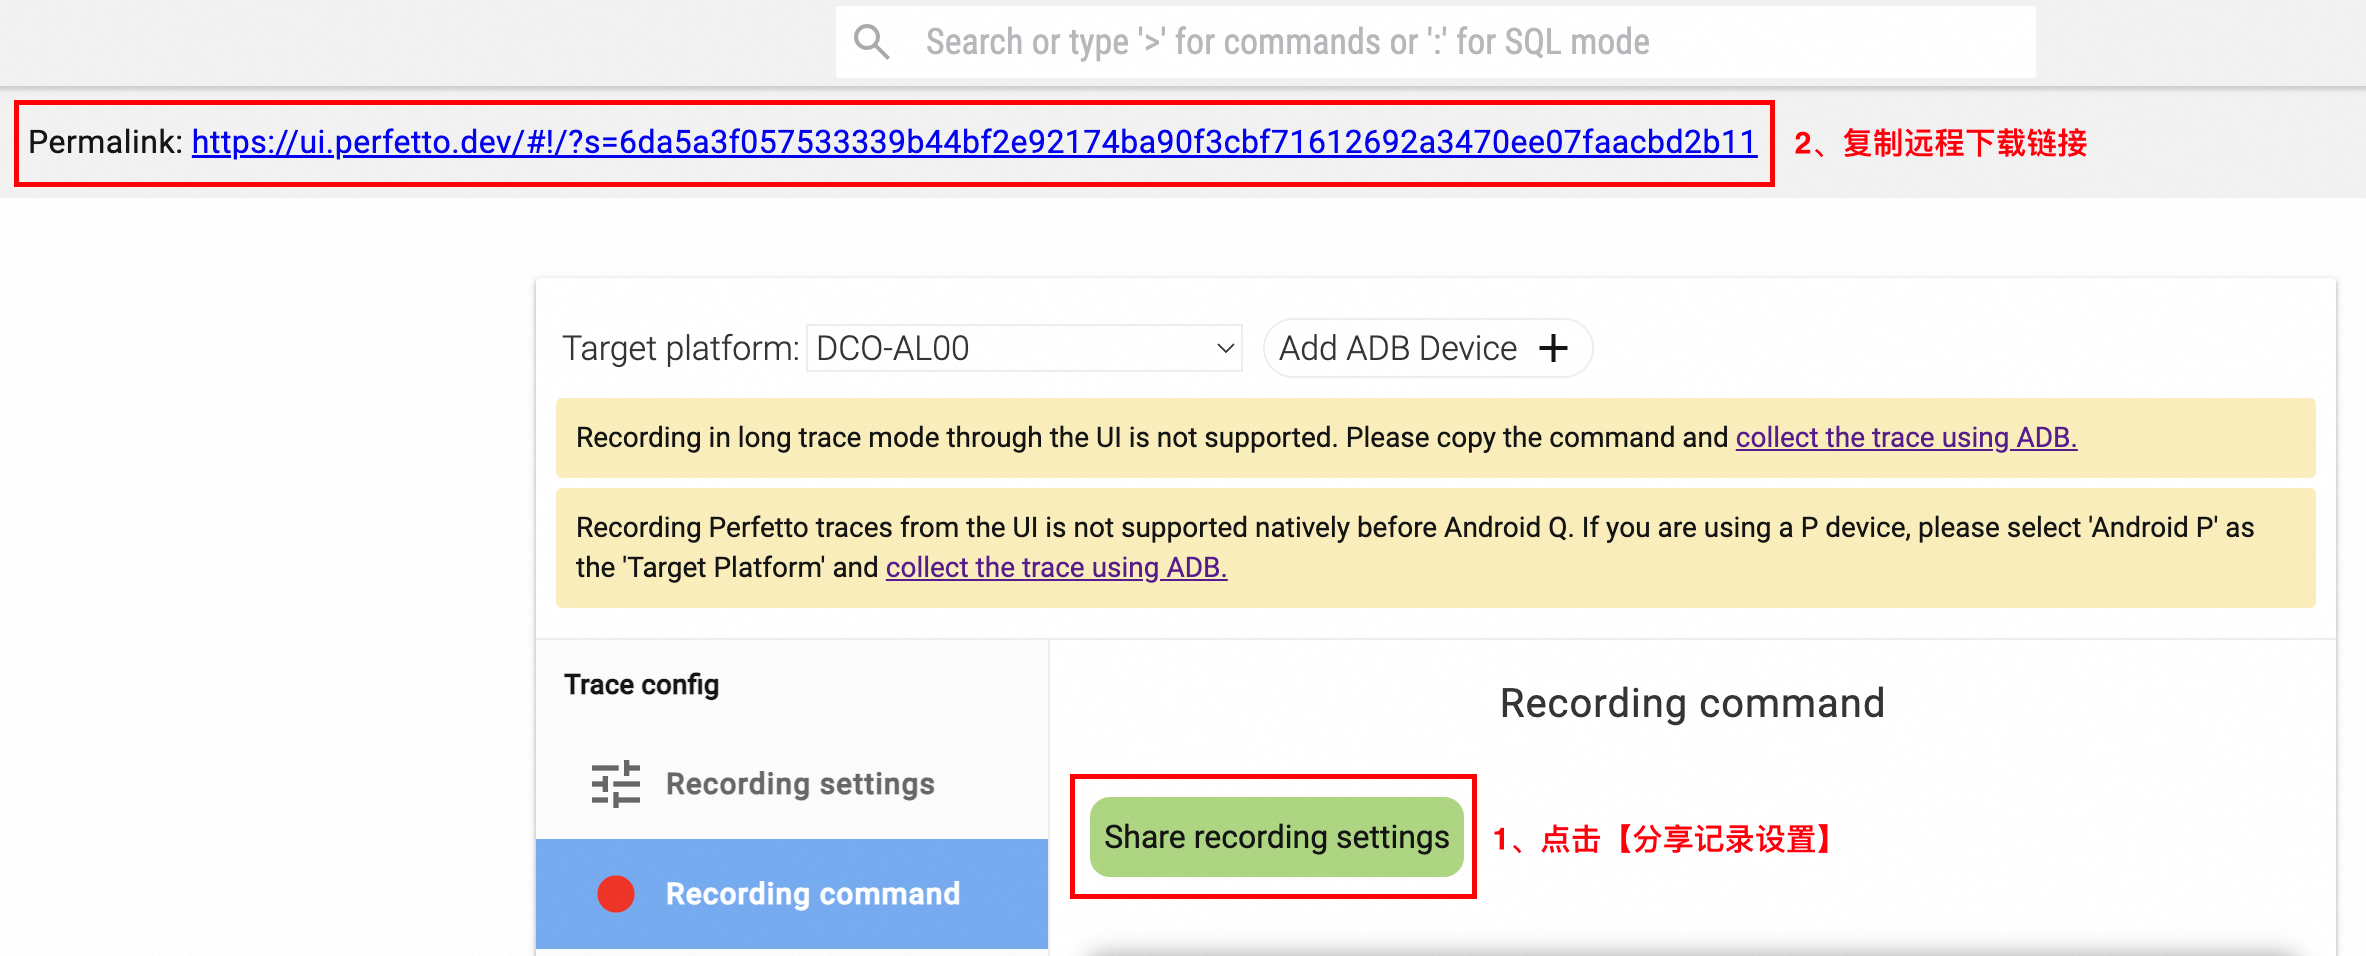 Search or type '>' for commands or ':' for SQL mode
Permalink: https://ui.perfetto.dev/#!/?s=6da5a3f057533339b44bf2e92174ba90f3cbf71612692a3470ee07faacbd2b11
2、复制远程下载链接
Target platform: DCO-AL00
Add ADB Device +
Recording in long trace mode through the UI is not supported. Please copy the command and collect the trace using ADB.
Recording Perfetto traces from the UI is not supported natively before Android Q. If you are using a P device, please select 'Android P' as
the 'Target Platform' and collect the trace using ADB.
Trace config
Recording settings
Recording command
Recording command
Share recording settings
1、点击【分享记录设置】